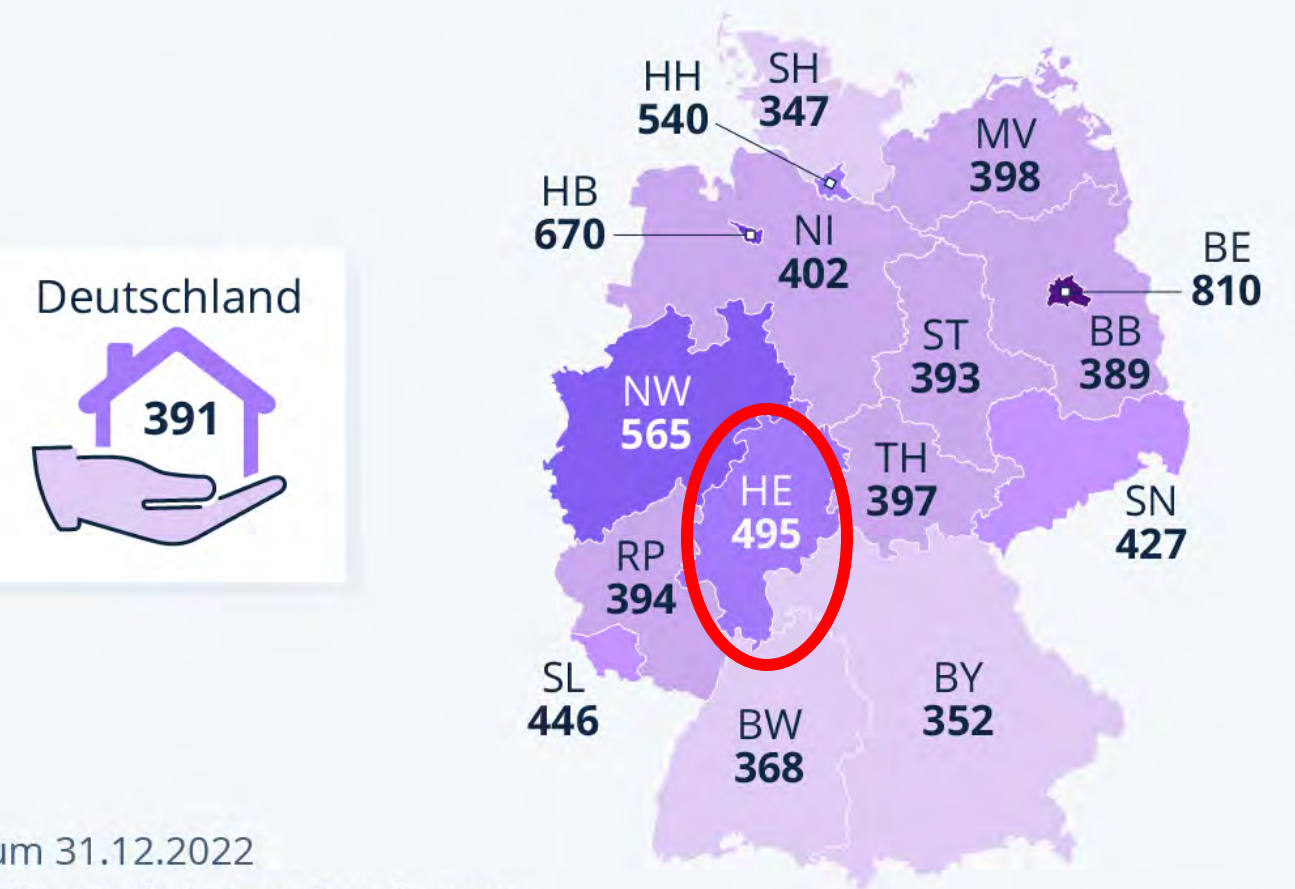 Deutschland
391
SH
347
HH
540
MV
398
HB
670
NI
402
BE
810
ST
393
BB
389
NW
565
HE
495
TH
397
SN
427
RP
394
SL
446
BW
368
BY
352
um 31.12.2022